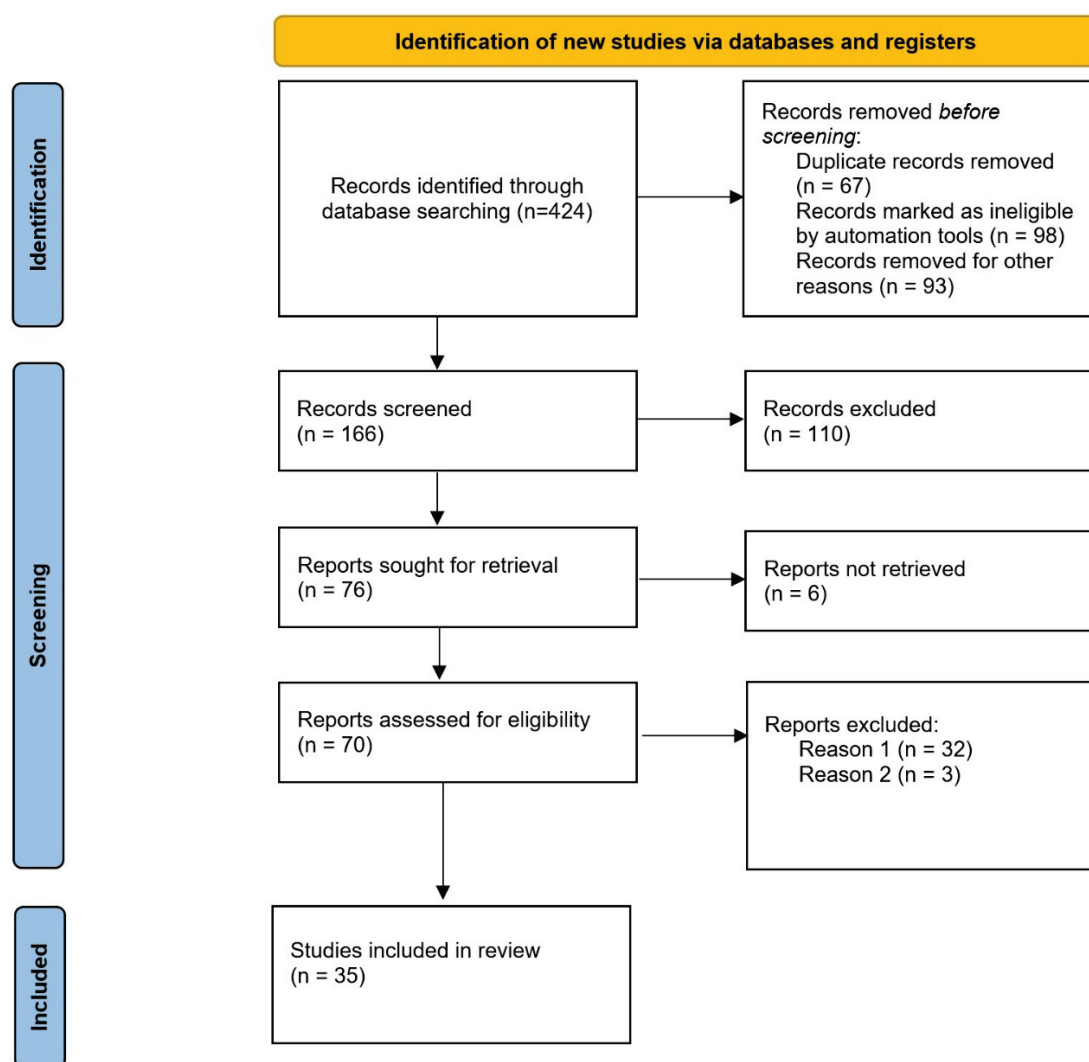 Identification of new studies via databases and registers
Identification
Records identified through
database searching (n=424)
Records removed before
screening:
Duplicate records removed
(n = 67)
Records marked as ineligible
by automation tools (n = 98)
Records removed for other
reasons (n = 93)
Screening
Records screened
(n = 166)
Records excluded
(n = 110)
Reports sought for retrieval
(n = 76)
Reports not retrieved
(n = 6)
Reports assessed for eligibility
(n = 70)
Reports excluded:
Reason 1 (n = 32)
Reason 2 (n = 3)
Included
Studies included in review
(n = 35)